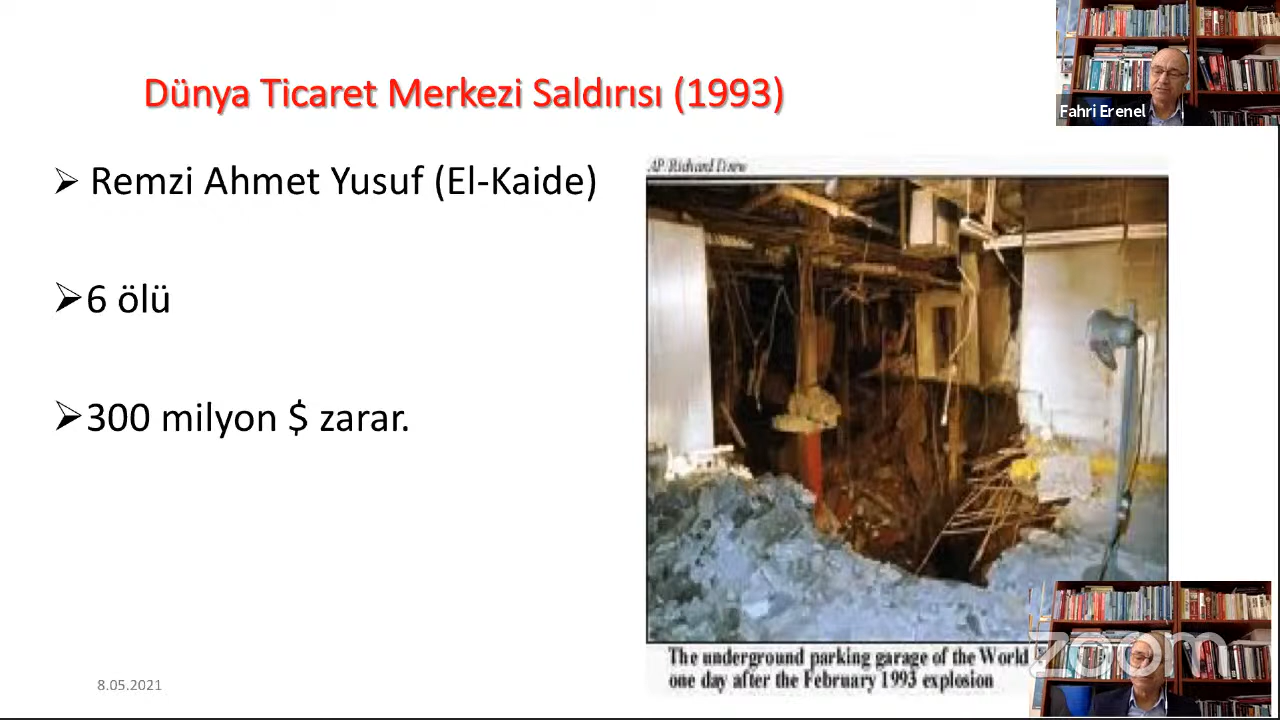 Dünya Ticaret Merkezi Saldırısı (1993)
Fahri Erenel
➢ Remzi Ahmet Yusuf (El-Kaide)
➢6 ölü
➢300 milyon $ zarar.
AP/Richard Drew
The underground parking garage of the World
one day after the February 1993 explosion
8.05.2021
zoom